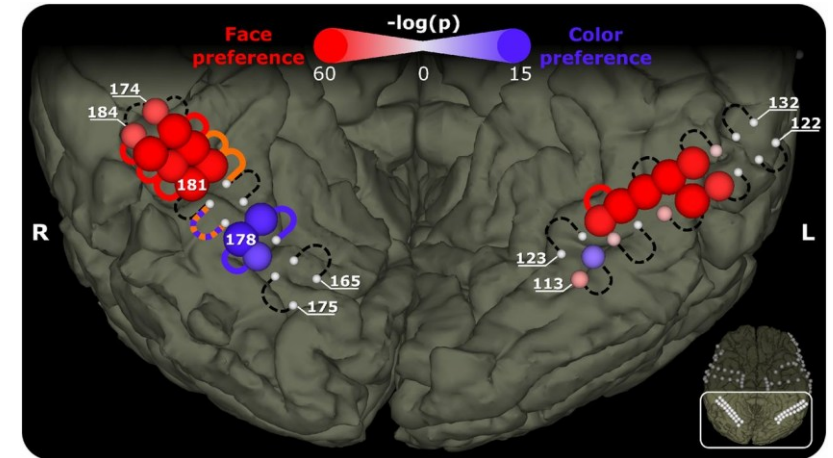 -log(p)
Face
preference
Color
preference
60
0
15
174
184
181
178
165
175
132
122
123
113
R
L